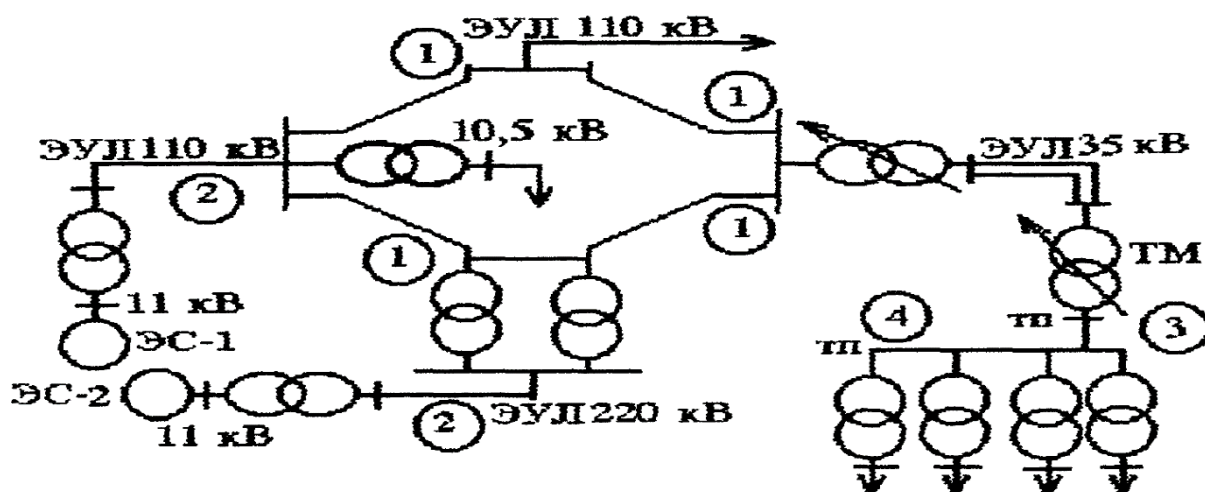 ЭУЛ 110 кВ
1
1
10,5 кВ
ЭУЛ 110 кВ
ЭУЛ 35 кВ
2
1
1
ТМ
11 кВ
4
тп
3
ЭС-1
тп
ЭС-2
11 кВ
2
ЭУЛ 220 кВ